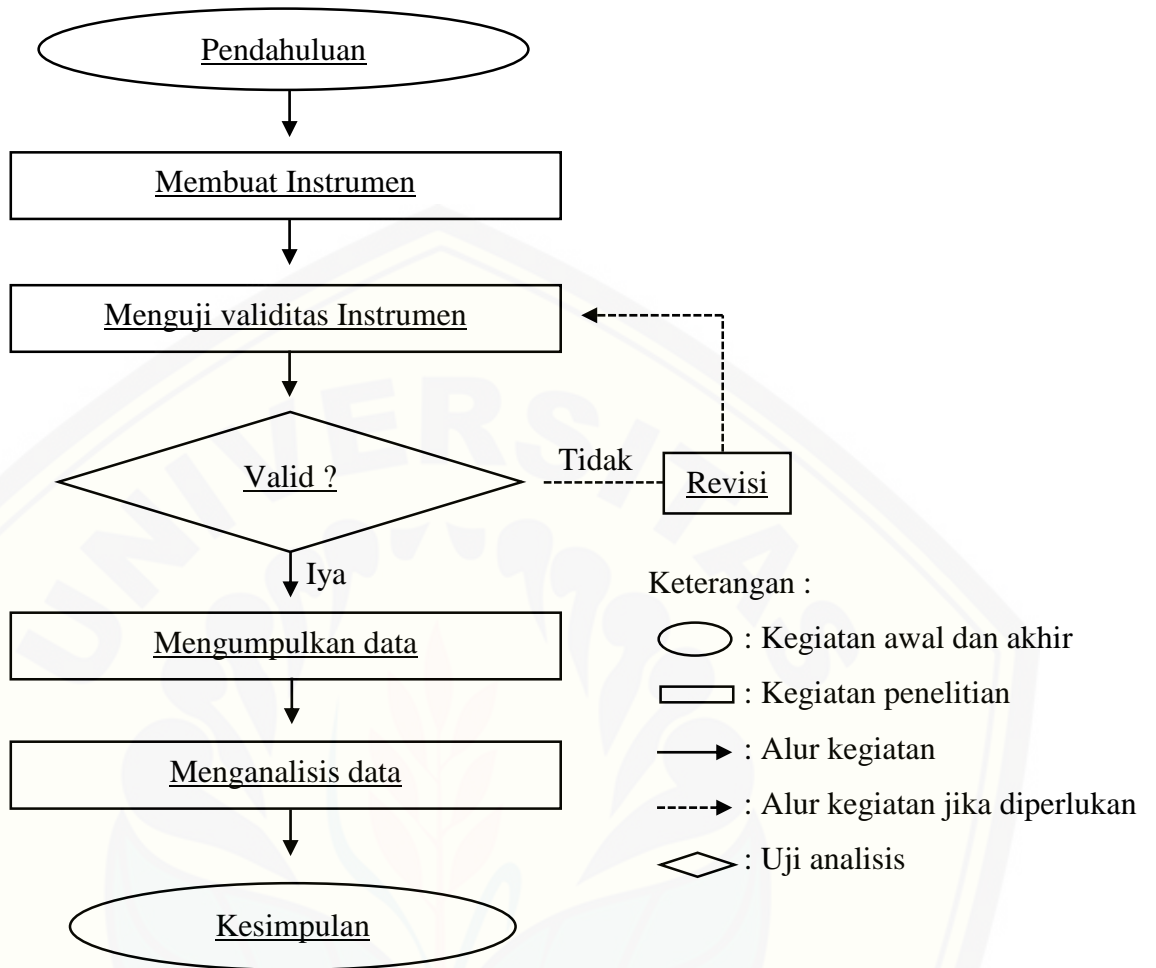 Pendahuluan
Membuat Instrumen
Menguji validitas Instrumen
Valid ?
Tidak
Revisi
Iya
Mengumpulkan data
Menganalisis data
Kesimpulan
Keterangan :
: Kegiatan awal dan akhir
: Kegiatan penelitian
: Alur kegiatan
: Alur kegiatan jika diperlukan
: Uji analisis
UNIVERSITAS